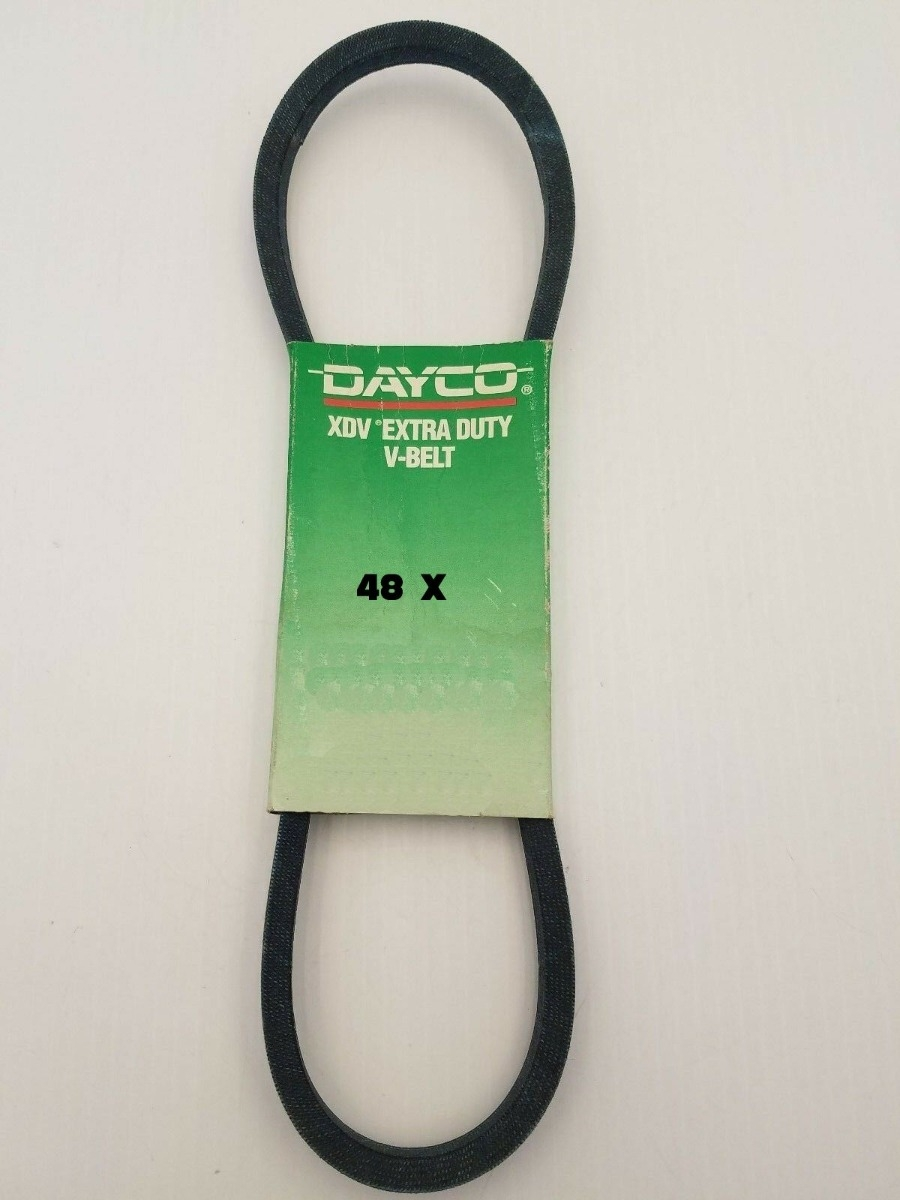 DAYCO®
XDV® EXTRA DUTY
V-BELT
48 X